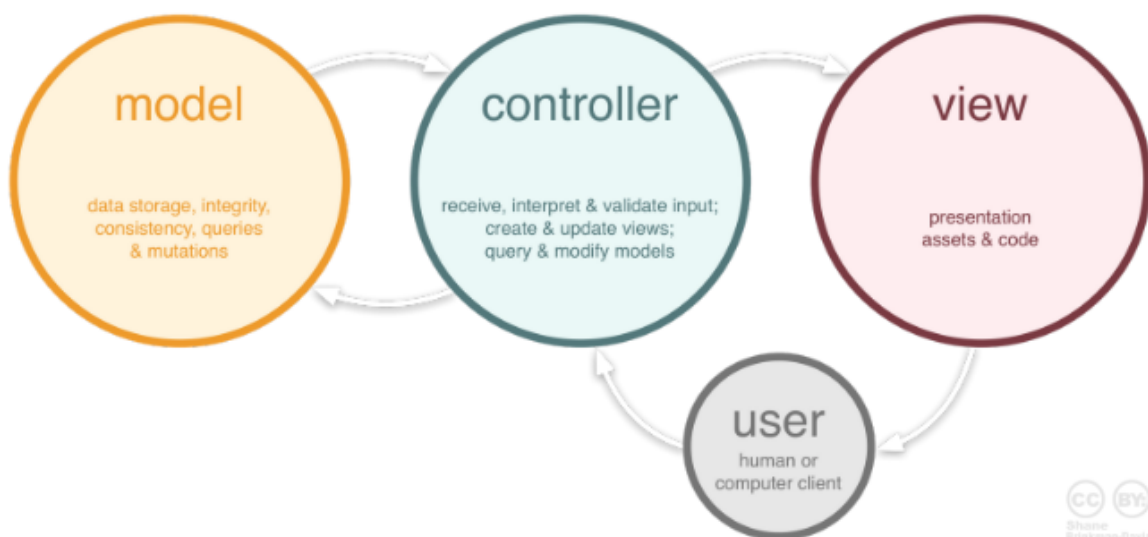 model
data storage, integrity,
consistency, queries
& mutations
controller
receive, interpret & validate input;
create & update views;
query & modify models
view
presentation
assets & code
user
human or
computer client
CC BY:
Shane